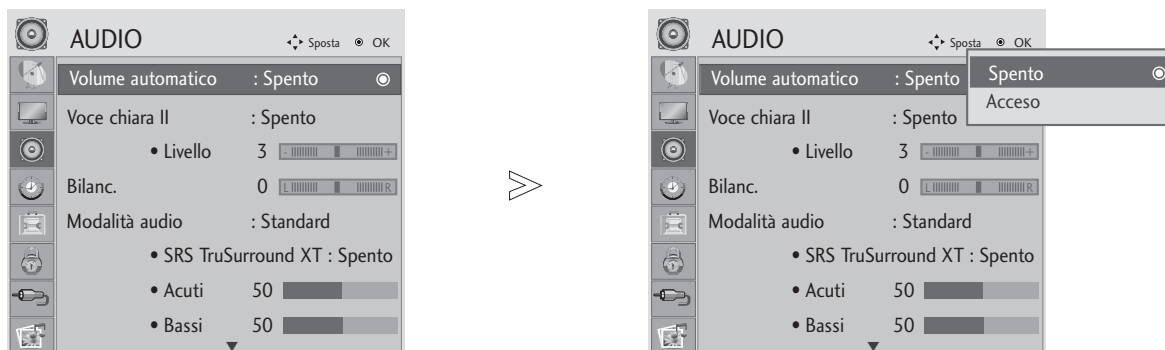 AUDIO
Sposta OK
Volume automatico : Spento
Voce chiara II : Spento
• Livello 3 - +
Bilanc. 0 L R
Modalità audio : Standard
• SRS TruSurround XT : Spento
• Acuti 50
• Bassi 50
AUDIO
Sposta OK
Volume automatico : Spento
Spento
Acceso
Voce chiara II : Spento
• Livello 3 - +
Bilanc. 0 L R
Modalità audio : Standard
• SRS TruSurround XT : Spento
• Acuti 50
• Bassi 50